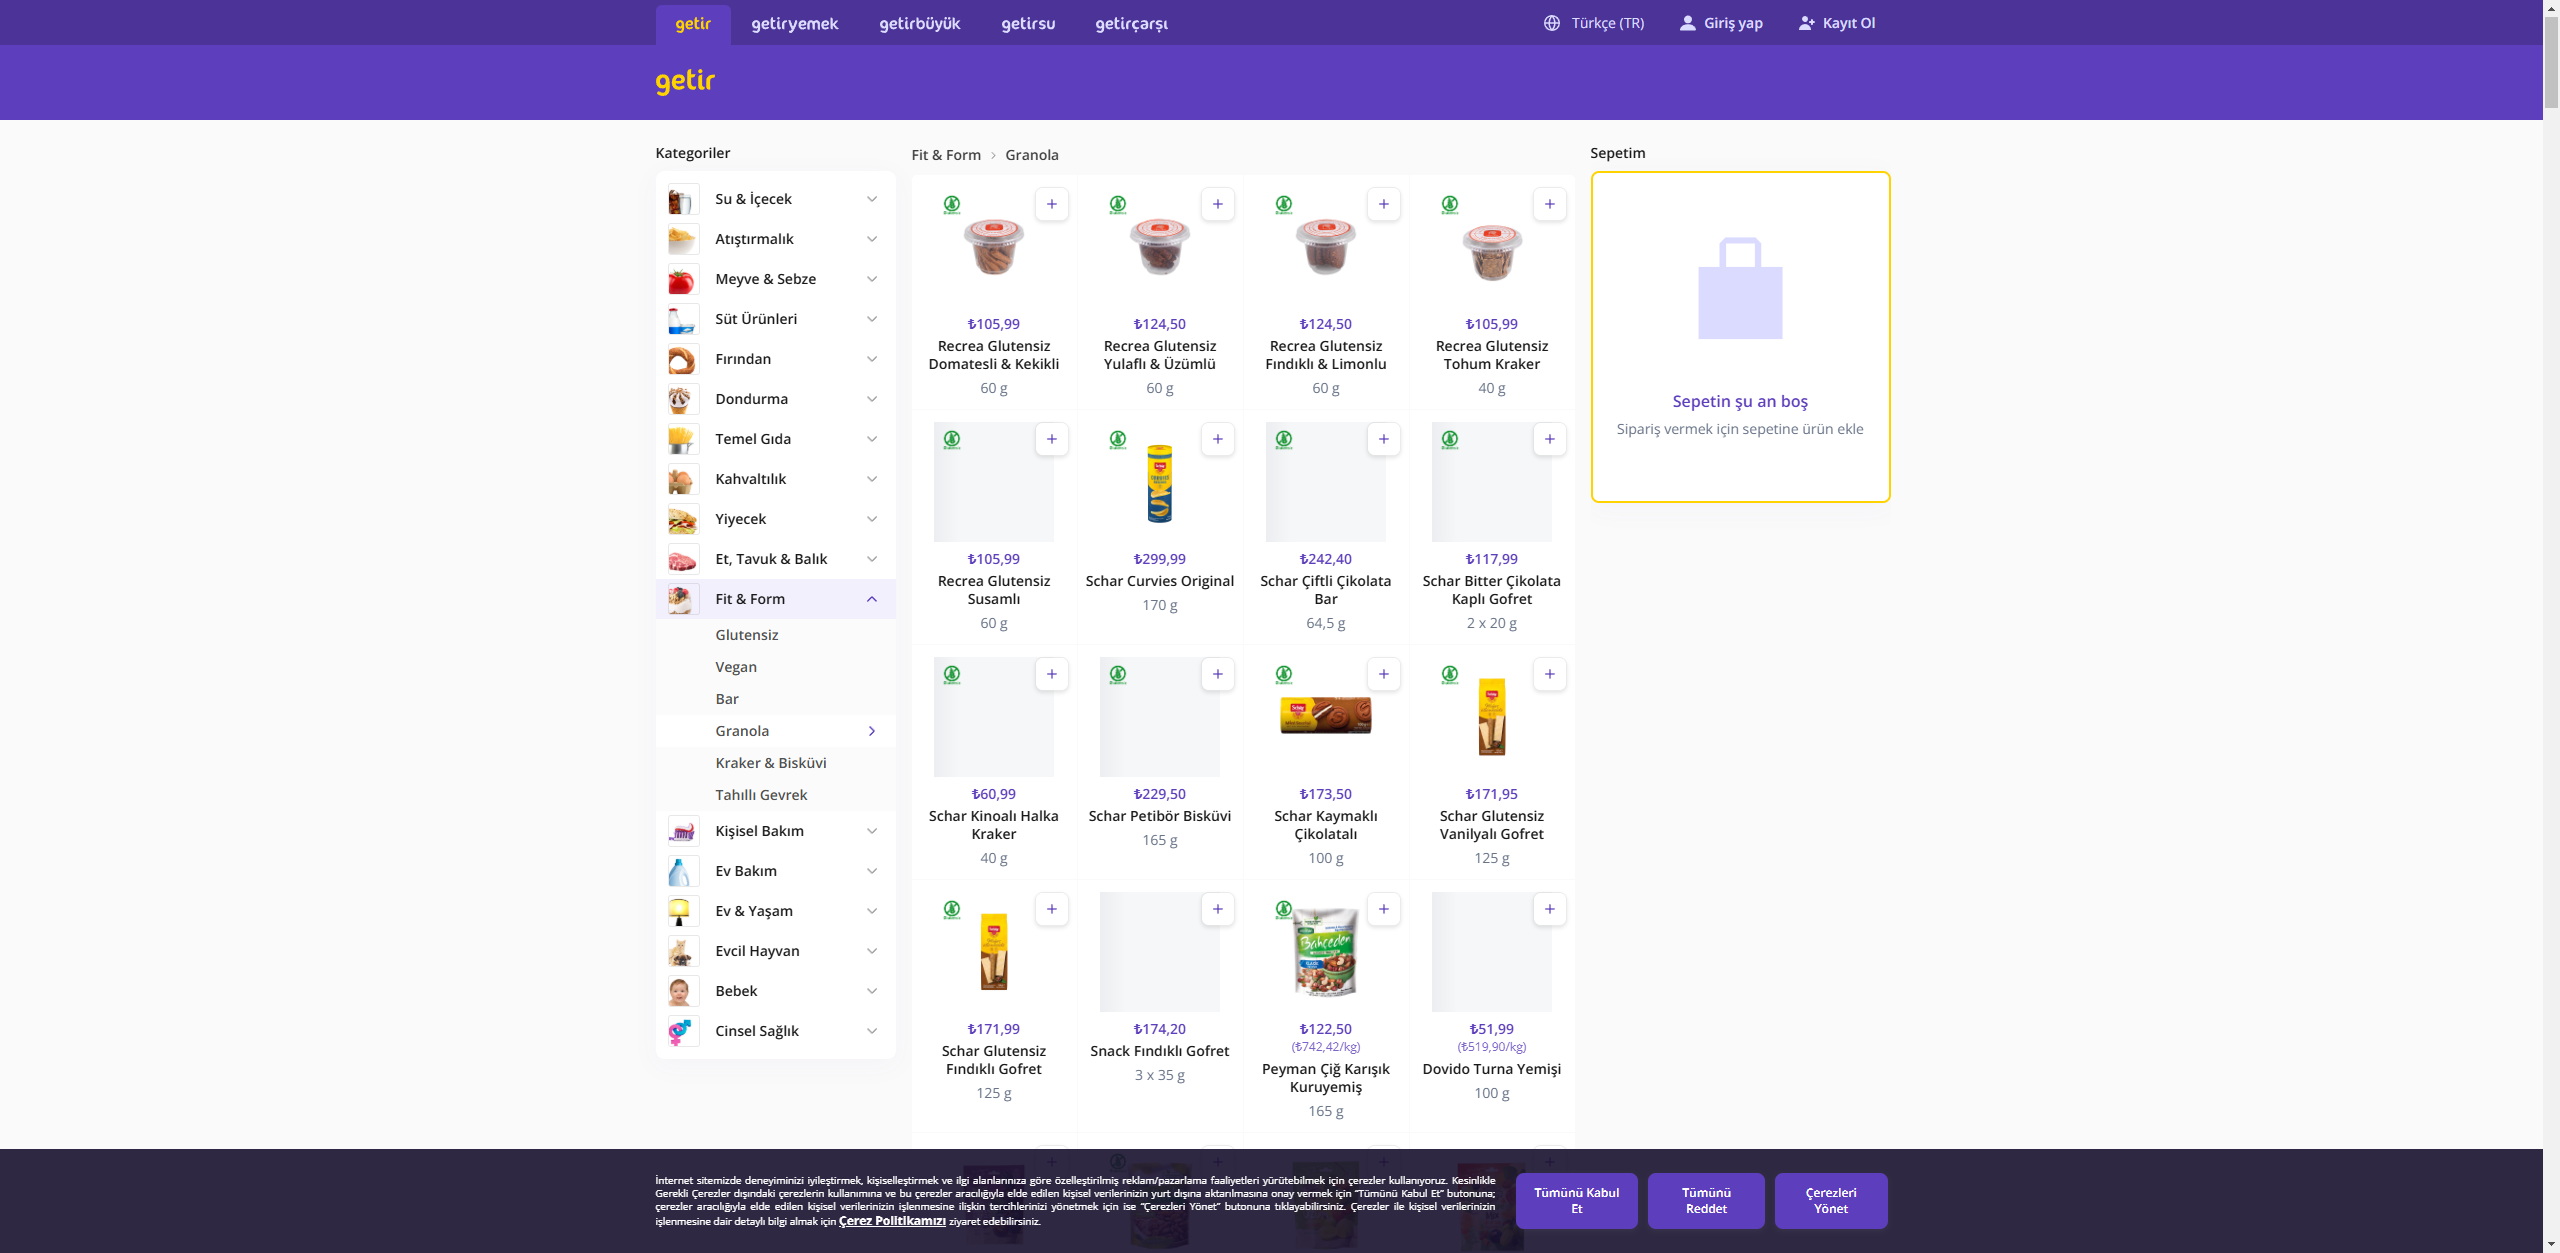 getir
getiryemek
getirbüyük
getirsu
getirçarşı
Türkçe (TR)
Giriş yap
Kayıt Ol
getir
Kategoriler
Su & İçecek
Atıştırmalık
Meyve & Sebze
Süt Ürünleri
Fırından
Dondurma
Temel Gıda
Kahvaltılık
Yiyecek
Et, Tavuk & Balık
Fit & Form
Glutensiz
Vegan
Bar
Granola
Kraker & Bisküvi
Tahıllı Gevrek
Kişisel Bakım
Ev Bakım
Ev & Yaşam
Evcil Hayvan
Bebek
Cinsel Sağlık
Fit & Form > Granola
₺105,99
Recrea Glutensiz
Domatesli & Kekikli
60 g
₺124,50
Recrea Glutensiz
Yulaflı & Üzümlü
60 g
₺124,50
Recrea Glutensiz
Fındıklı & Limonlu
60 g
₺105,99
Recrea Glutensiz
Tohum Kraker
40 g
₺105,99
Recrea Glutensiz
Susamlı
60 g
₺299,99
Schar Curvies Original
170 g
₺242,40
Schar Çiftli Çikolata
Bar
64,5 g
₺117,99
Schar Bitter Çikolata
Kaplı Gofret
2 x 20 g
₺60,99
Schar Kinoalı Halka
Kraker
40 g
₺229,50
Schar Petibör Bisküvi
165 g
₺173,50
Schar Kaymaklı
Çikolatalı
100 g
₺171,95
Schar Glutensiz
Vanilyalı Gofret
125 g
₺171,99
Schar Glutensiz
Fındıklı Gofret
125 g
₺174,20
Snack Fındıklı Gofret
3 x 35 g
Bahçeden
₺122,50
(₺742,42/kg)
Peyman Çiğ Karışık
Kuruyemiş
165 g
₺51,99
(₺519,90/kg)
Dovido Turna Yemişi
100 g
Sepetim
Sepetin şu an boş
Sipariş vermek için sepetine ürün ekle
İnternet sitemizde deneyiminizi iyileştirmek, kişiselleştirmek ve ilgi alanlarınıza göre özelleştirilmiş reklam/pazarlama faaliyetleri yürütebilmek için çerezler kullanıyoruz. Kesinlikle
Gerekli Çerezler dışındaki çerezlerin kullanımına ve bu çerezler aracılığıyla elde edilen kişisel verilerinizin yurt dışına aktarılmasına onay vermek için “Tümünü Kabul Et” butonuna;
çerezler aracılığıyla elde edilen kişisel verilerinizin işlenmesine ilişkin tercihlerinizi yönetmek için ise “Çerezleri Yönet” butonuna tıklayabilirsiniz. Çerezler ile kişisel verilerinizin
işlenmesine dair detaylı bilgi almak için Çerez Politikamızı ziyaret edebilirsiniz.
Tümünü Kabul
Et
Tümünü
Reddet
Çerezleri
Yönet